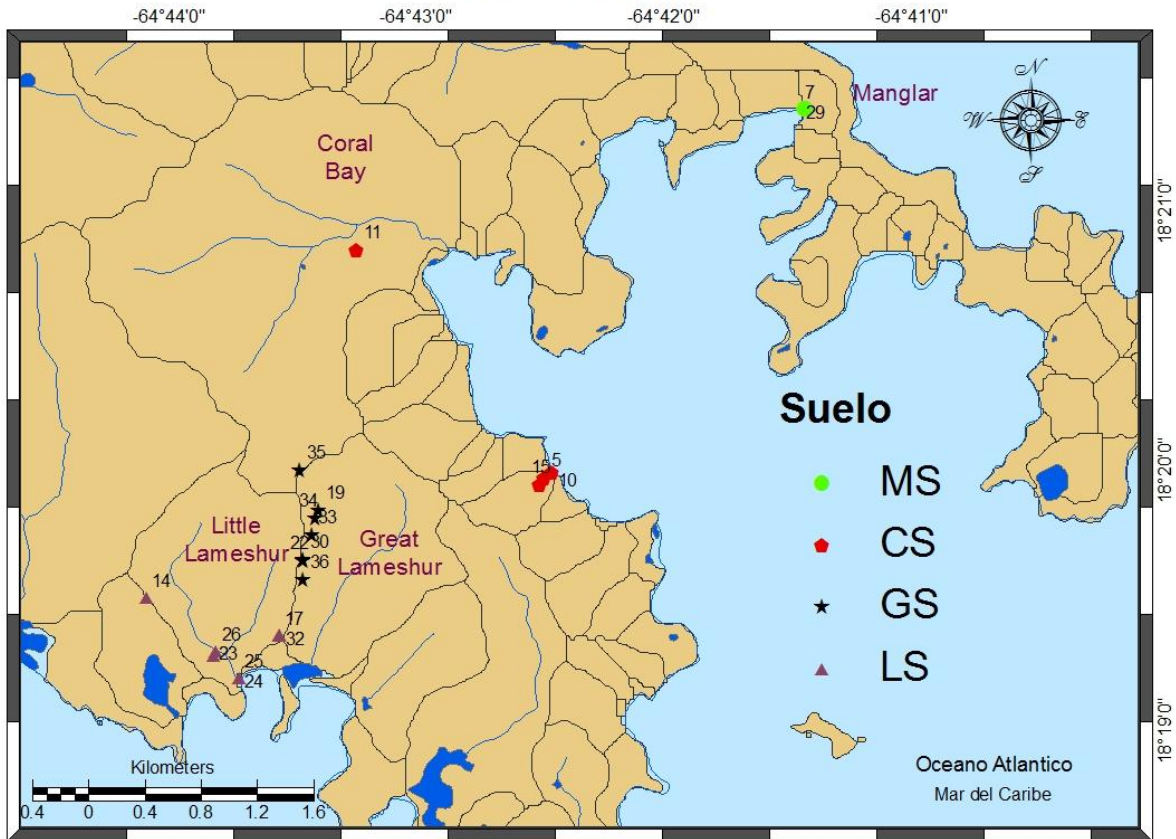 -64°44'0" -64°43'0" -64°42'0" -64°41'0"
N
W E
S
7
29
Manglar
Coral
Bay
11
18°21'0"
Suelo
MS
CS
GS
LS
35
15 5
10
18°20'0"
34 19
33
Little
Lameshur
22 30
36
Great
Lameshur
14
17
32
26
23
25
24
18°19'0"
Kilometers
0.4 0 0.4 0.8 1.2 1.6
Oceano Atlantico
Mar del Caribe